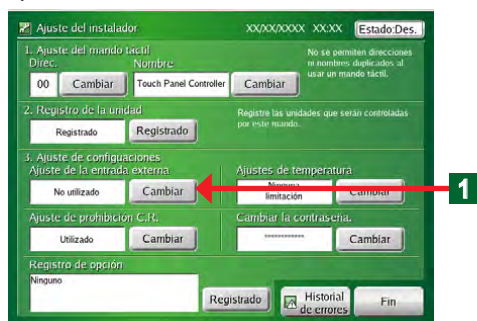 Ajuste del instalador XX/XX/XXXX XX:XX Estado:Des.
1. Ajuste del mando táctil
Direc. Nombre
No se permiten direcciones
ni nombres duplicados al
usar un mando táctil.
00 Cambiar Touch Panel Controller Cambiar
2. Registro de la unidad
Registre las unidades que serán controladas
por este mando.
Registrado Registrado
3. Ajuste de configuaciones
Ajuste de la entrada externa Ajustes de temperatura
No utilizado Cambiar Ninguna
limitación Cambiar
1
Ajuste de prohibición C.R. Cambiar la contraseña.
Utilizado Cambiar ************ Cambiar
Registro de opción
Ninguno
Registrado Historial
de errores Fin